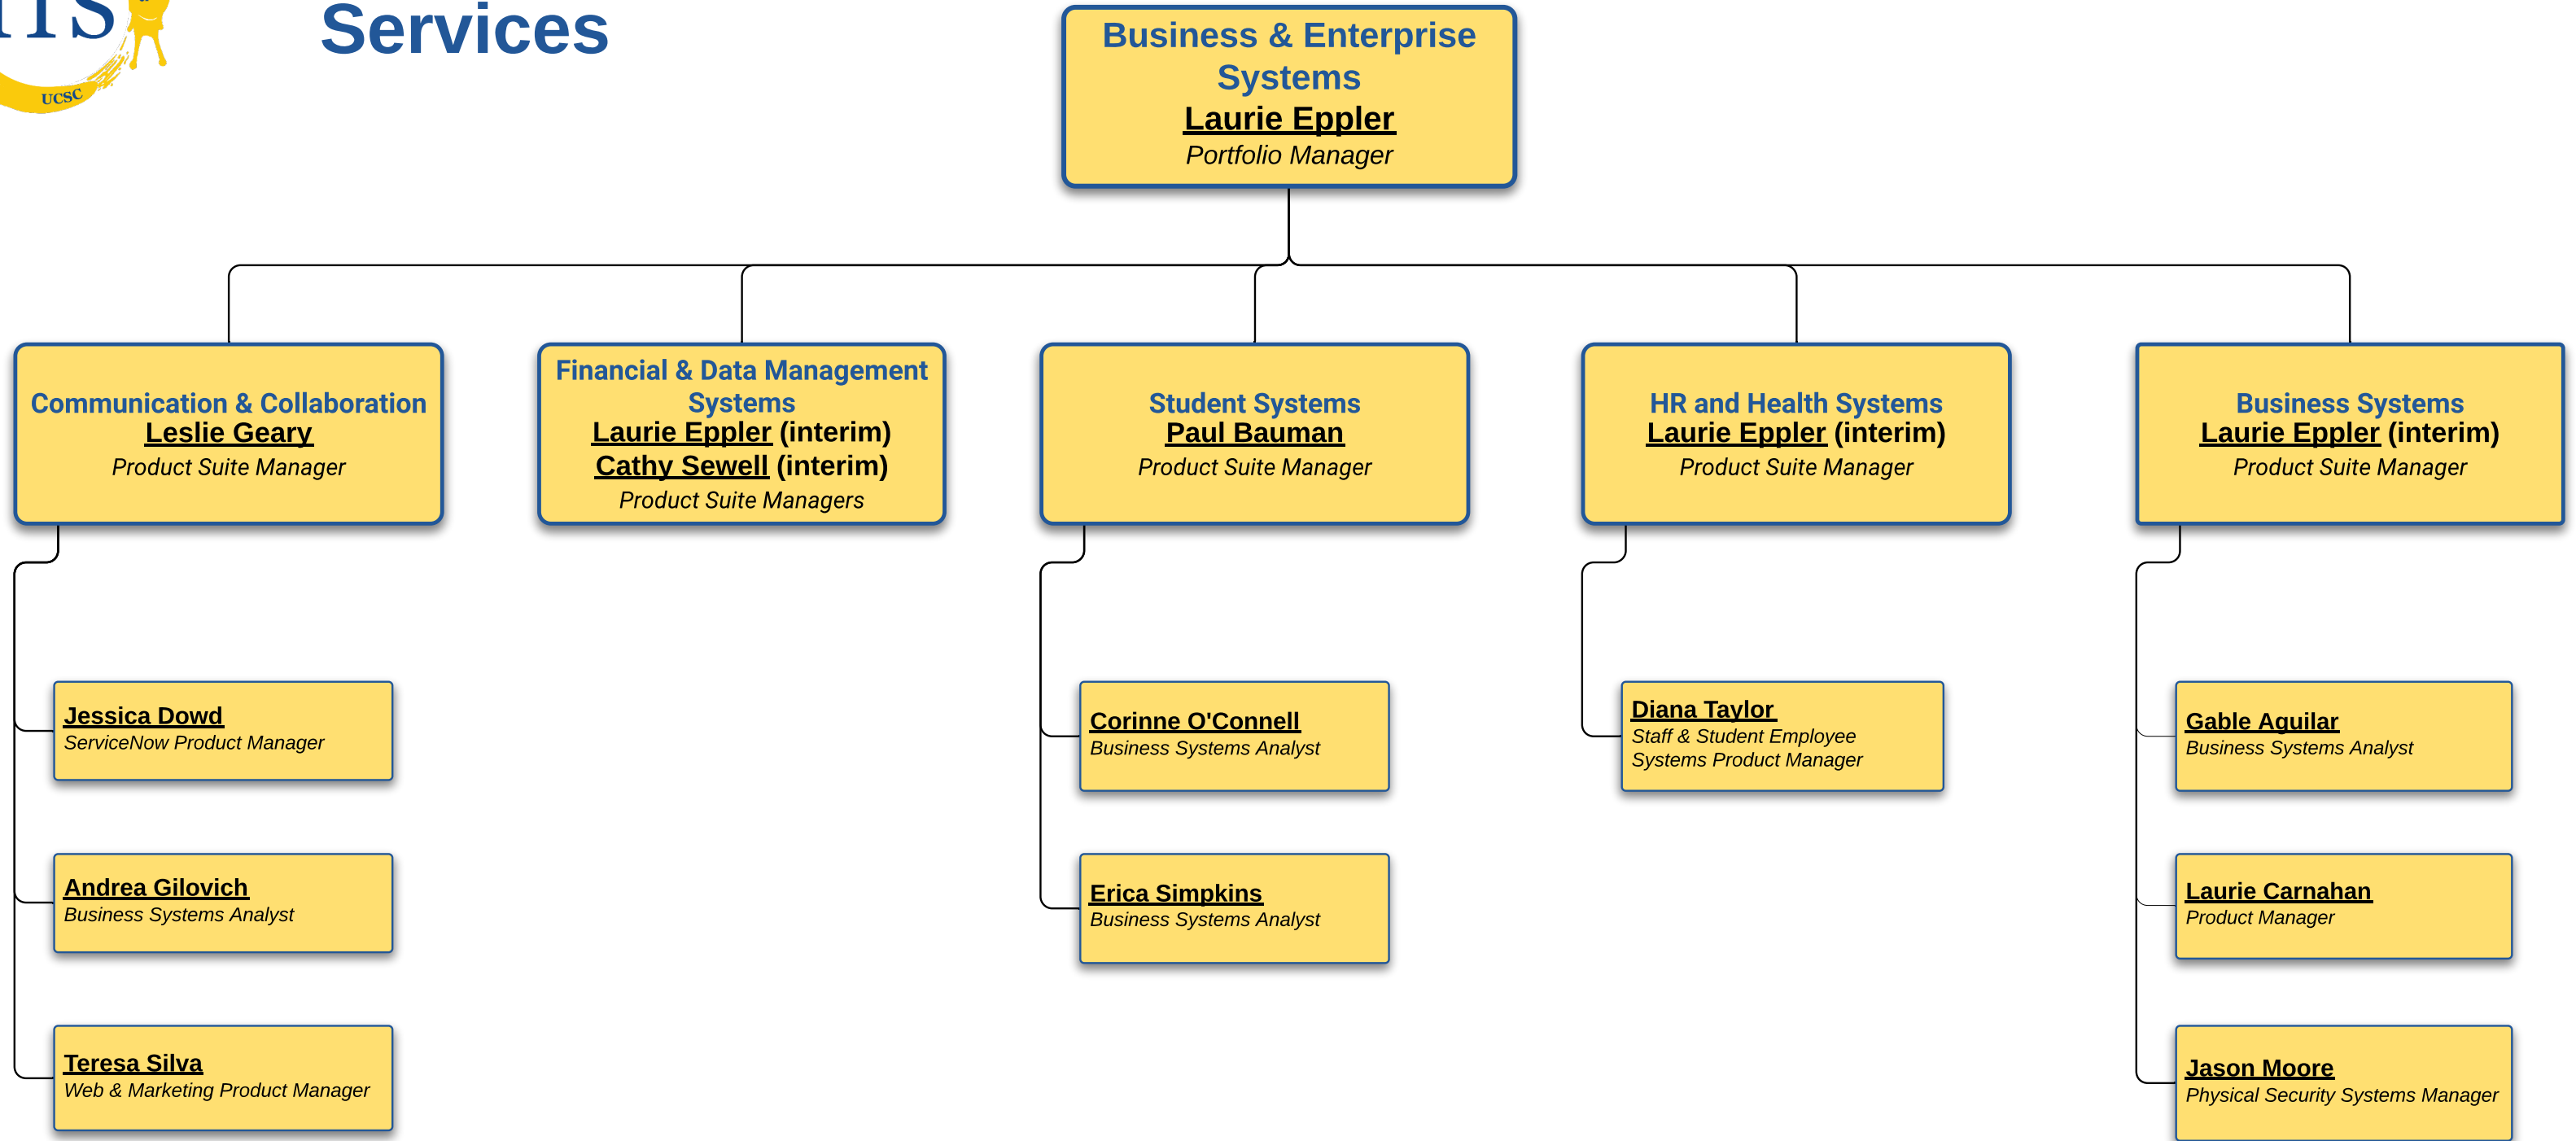 ITS
UCSC
Services
Business & Enterprise
Systems
Laurie Eppler
Portfolio Manager
Communication & Collaboration
Leslie Geary
Product Suite Manager
Financial & Data Management
Systems
Laurie Eppler (interim)
Cathy Sewell (interim)
Product Suite Managers
Student Systems
Paul Bauman
Product Suite Manager
HR and Health Systems
Laurie Eppler (interim)
Product Suite Manager
Business Systems
Laurie Eppler (interim)
Product Suite Manager
Jessica Dowd
ServiceNow Product Manager
Andrea Gilovich
Business Systems Analyst
Teresa Silva
Web & Marketing Product Manager
Corinne O'Connell
Business Systems Analyst
Erica Simpkins
Business Systems Analyst
Diana Taylor
Staff & Student Employee
Systems Product Manager
Gable Aguilar
Business Systems Analyst
Laurie Carnahan
Product Manager
Jason Moore
Physical Security Systems Manager